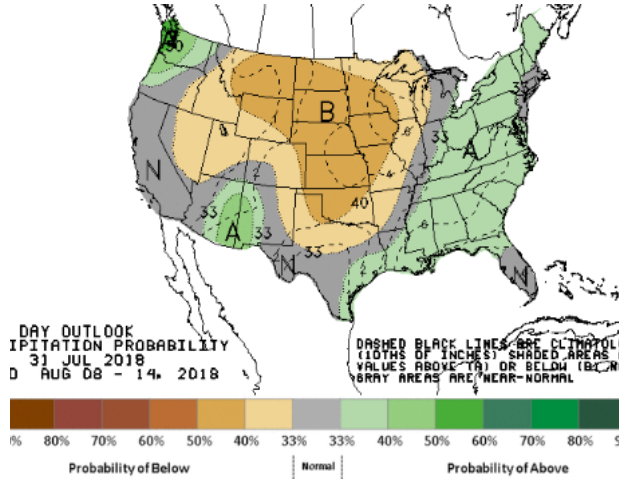 50
B
A
33
N
33
33
40
A
33
N
N
DAY OUTLOOK
IPITATION PROBABILITY
31 JUL 2018
AUG 08 - 14, 2018
DASHED BLACK LINES ARE CLIMATOL
(10THS OF INCHES) SHADED AREAS
VALUES ABOVE (A) OR BELOW (B)
GRAY AREAS ARE NEAR-NORMAL
80% 70% 60% 50% 40% 33% 33% 40% 50% 60% 70% 80%
Probability of Below Normal Probability of Above